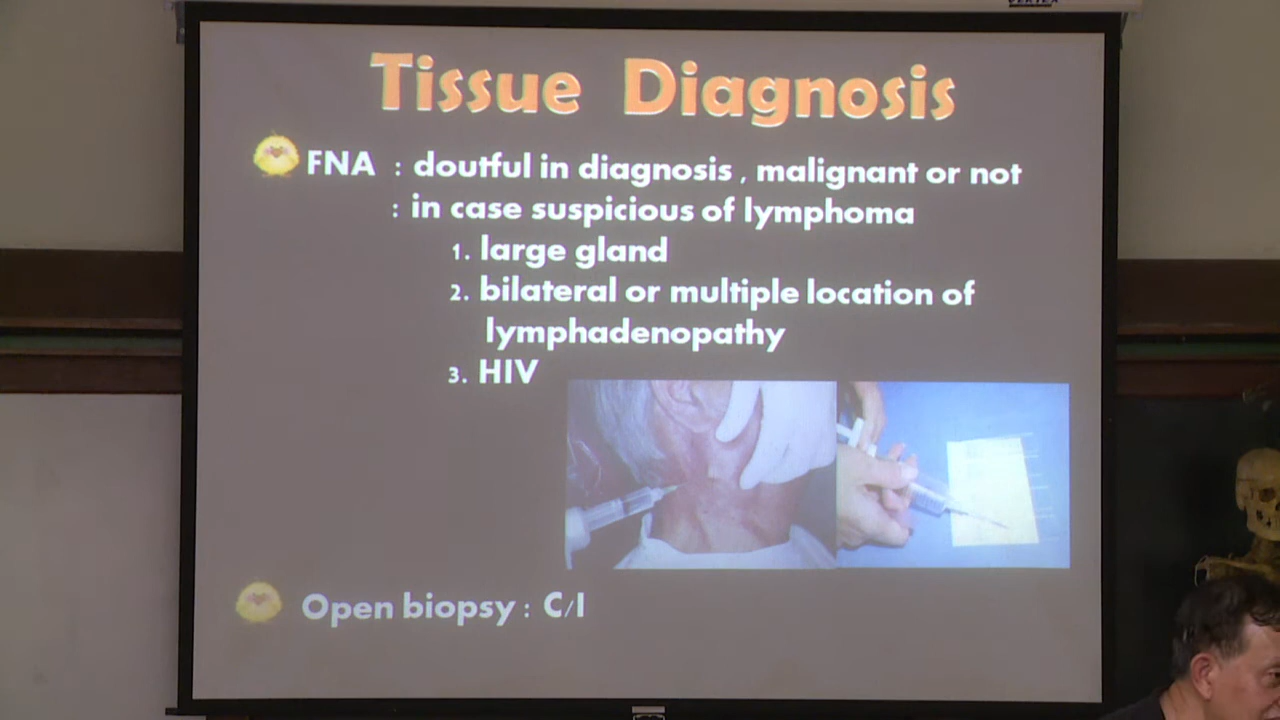 Tissue Diagnosis
FNA : doutful in diagnosis , malignant or not
: in case suspicious of lymphoma
1. large gland
2. bilateral or multiple location of
lymphadenopathy
3. HIV
Open biopsy : C/I